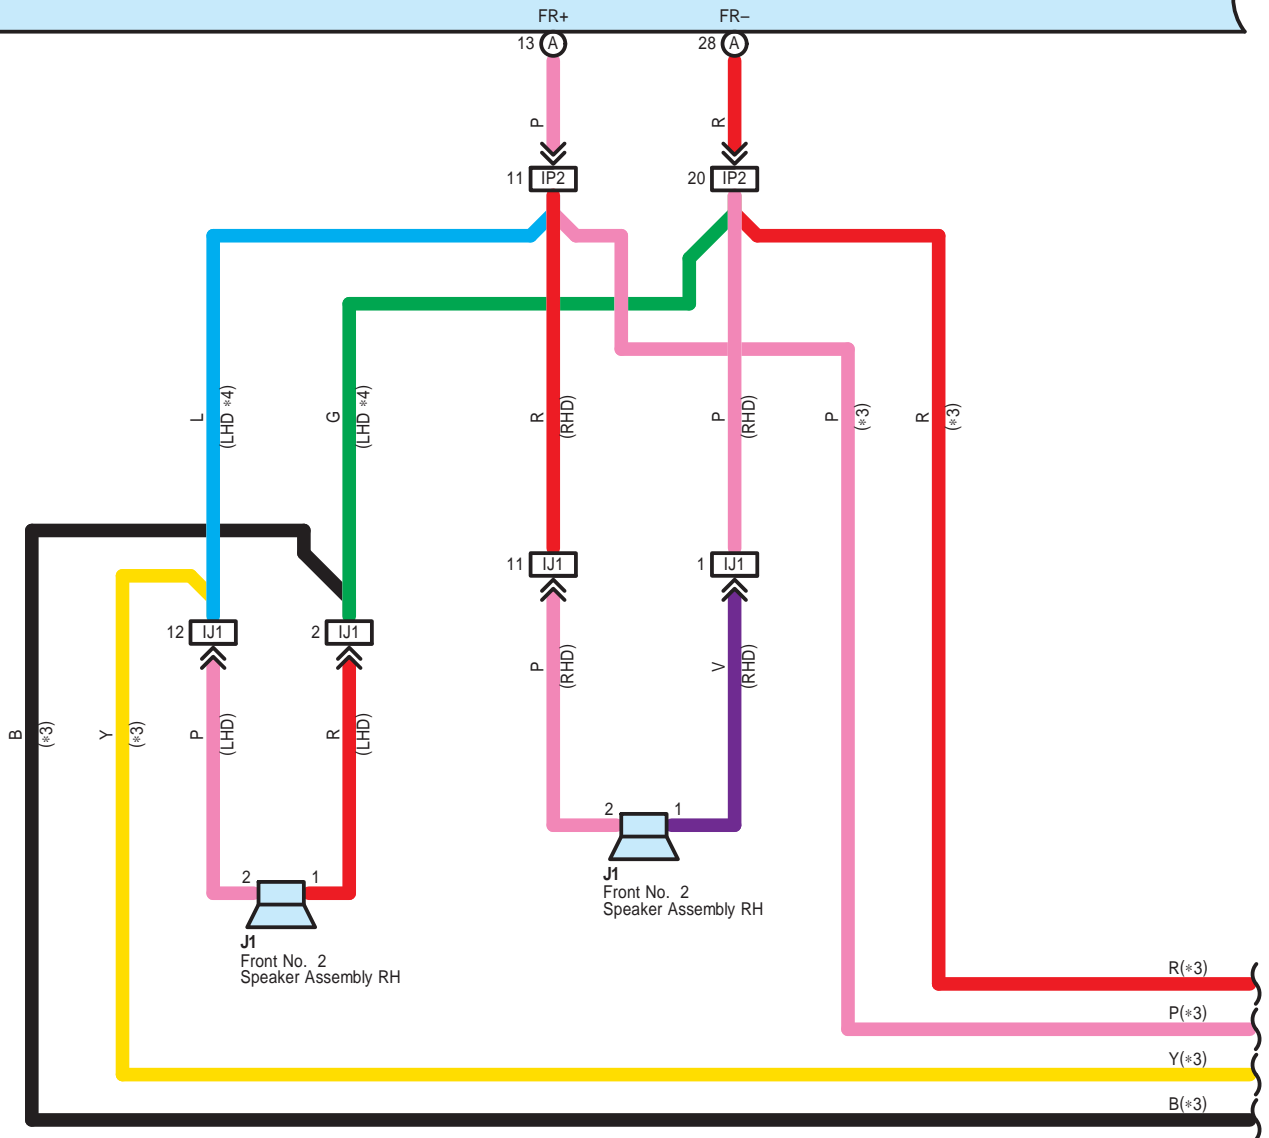 FR+
FR–
13 A
28 A
P
R
11 IP2
20 IP2
L
(LHD *4)
G
(LHD *4)
R
(RHD)
P
(RHD)
P
(*3)
R
(*3)
11 IJ1
1 IJ1
12 IJ1
2 IJ1
P
(RHD)
V
(RHD)
B
(*3)
Y
(*3)
P
(LHD)
R
(LHD)
2 1
J1
Front No. 2
Speaker Assembly RH
2 1
J1
Front No. 2
Speaker Assembly RH
R(*3)
P(*3)
Y(*3)
B(*3)